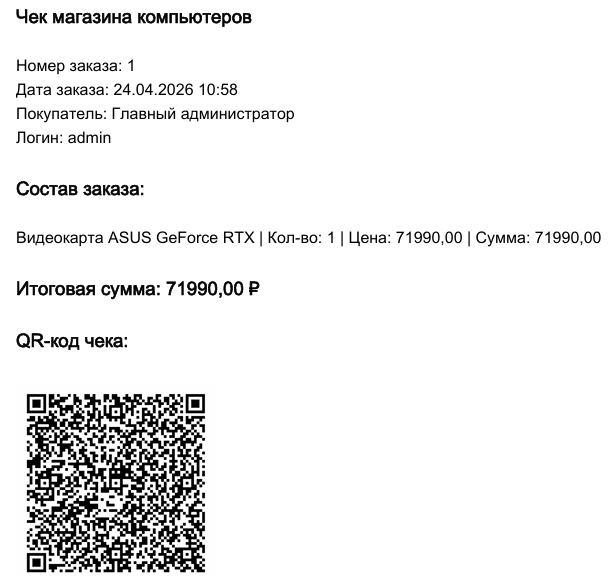 Чек магазина компьютеров
Номер заказа: 1
Дата заказа: 24.04.2026 10:58
Покупатель: Главный администратор
Логин: admin
Состав заказа:
Видеокарта ASUS GeForce RTX | Кол-во: 1 | Цена: 71990,00 | Сумма: 71990,00
Итоговая сумма: 71990,00 ₽
QR-код чека: